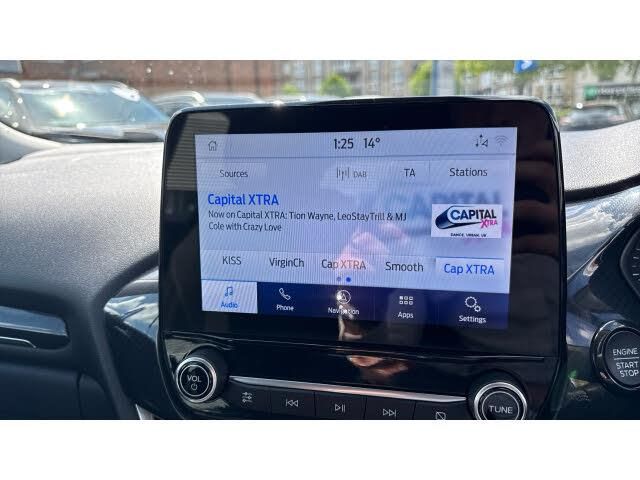 1:25 14°
Sources DAB TA Stations
Capital XTRA
Now on Capital XTRA: Tion Wayne, LeoStayTrill & MJ
Cole with Crazy Love
CAPITAL
XTRA
DANCE. URBAN. UK
KISS VirginCh Cap XTRA Smooth Cap XTRA
Audio Phone Navigation Apps Settings
VOL
TUNE
ENGINE
START
STOP